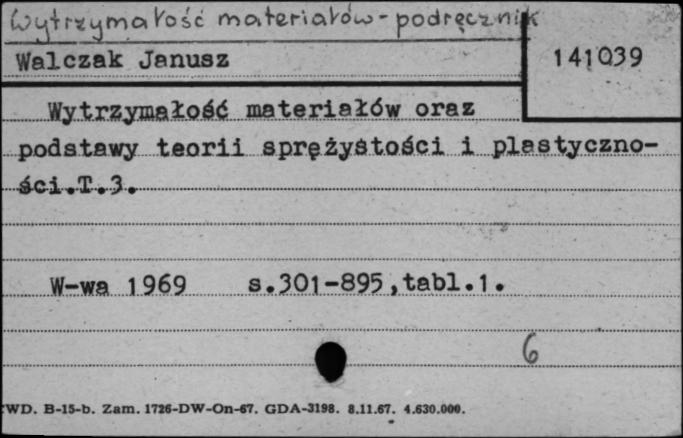 Wytrzymałość materiałów - podręcznik
Walczak Janusz
141039
Wytrzymałość materiałów oraz
podstawy teorii sprężystości i plastyczno-
ści.T.3.
W-wa 1969 s.301-895,tabl.1.
6
WD. B-15-b. Zam. 1726-DW-On-67. GDA-3198. 8.11.67. 4.630.000.